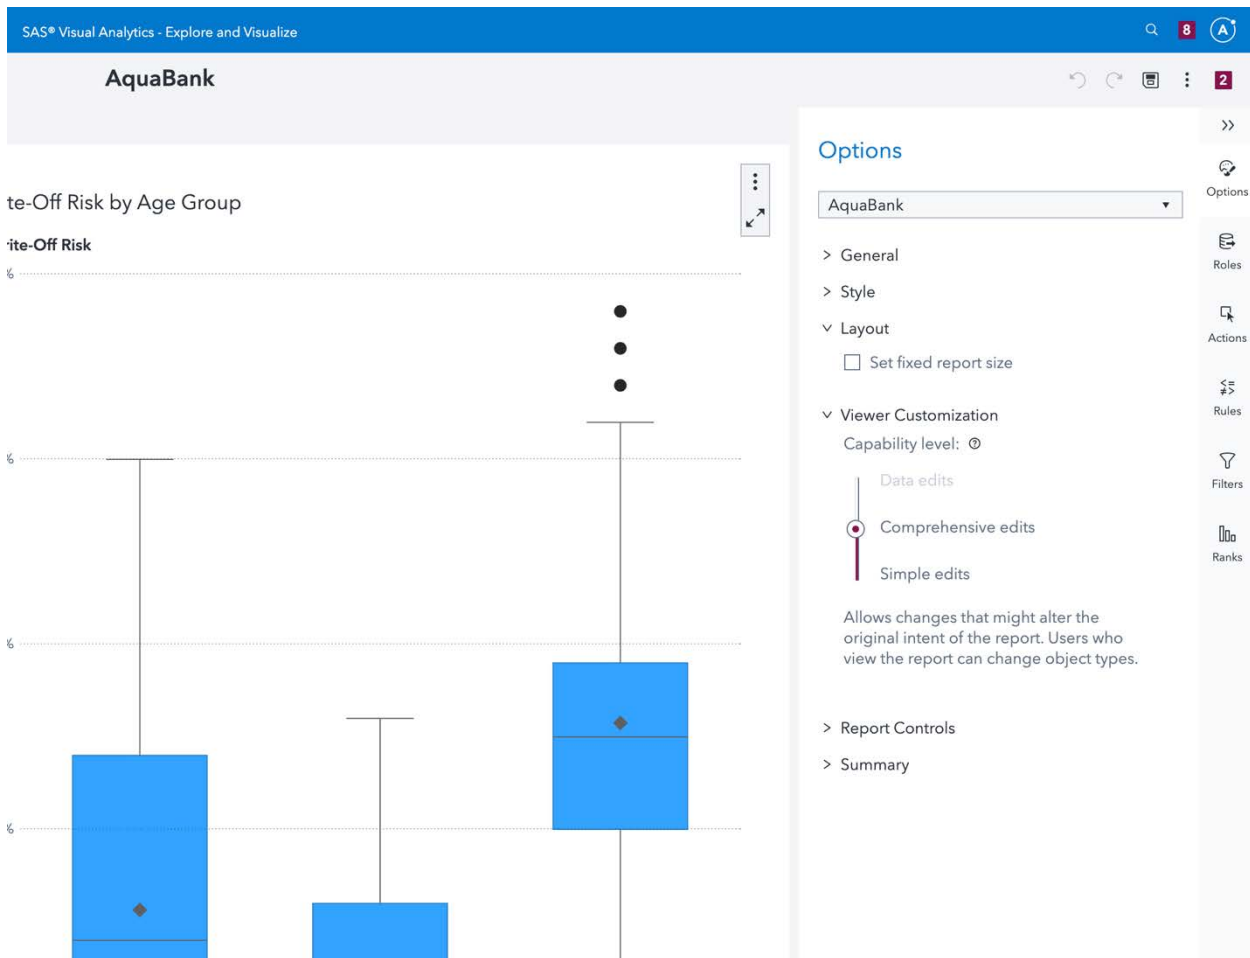 SAS® Visual Analytics - Explore and Visualize
8
A
AquaBank
2
Options
AquaBank
te-Off Risk by Age Group
rite-Off Risk
%
%
%
%
> General
> Style
Layout
Set fixed report size
Viewer Customization
Capability level:
Data edits
Comprehensive edits
Simple edits
Allows changes that might alter the
original intent of the report. Users who
view the report can change object types.
> Report Controls
> Summary
Options
Roles
Actions
Rules
Filters
Ranks